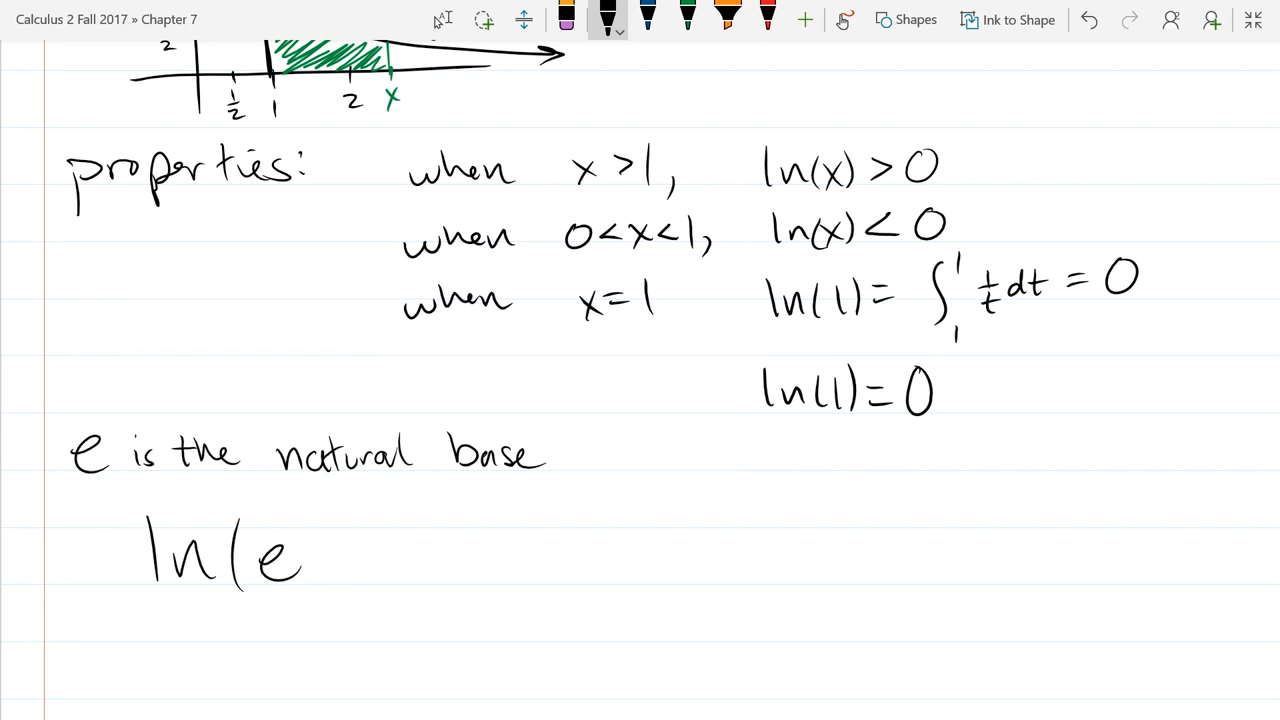 Calculus 2 Fall 2017 » Chapter 7 Shapes Ink to Shape
2
1/2 1 2 x
properties: when x > 1, ln(x) > 0
when 0 < x < 1, ln(x) < 0
when x = 1 ln(1) = ∫₁¹ 1/t dt = 0
ln(1) = 0
e is the natural base
ln(e